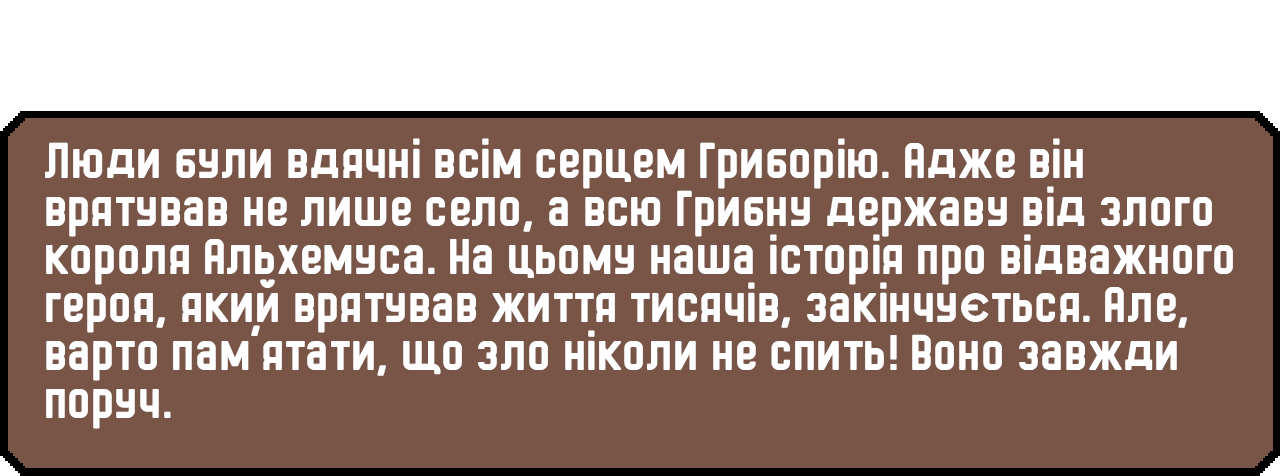 Люди були вдячні всім серцем Гриборію. Адже він
врятував не лише село, а всю Грибну державу від злого
короля Альхемуса. На цьому наша історія про відважного
героя, який врятував життя тисячів, закінчується. Але,
варто пам'ятати, що зло ніколи не спить! Воно завжди
поруч.